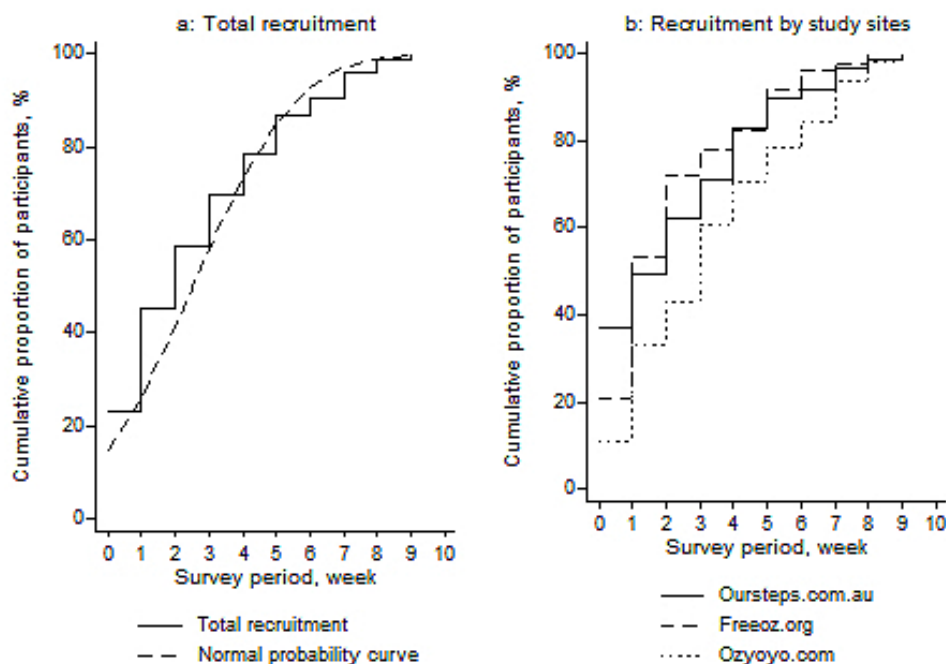 a: Total recruitment
Cumulative proportion of participants, %
100
80
60
40
20
0
0 1 2 3 4 5 6 7 8 9 10
Survey period, week
Total recruitment
Normal probability curve
b: Recruitment by study sites
Cumulative proportion of participants, %
100
80
60
40
20
0
0 1 2 3 4 5 6 7 8 9 10
Survey period, week
Oursteps.com.au
Freeoz.org
Ozyoyo.com